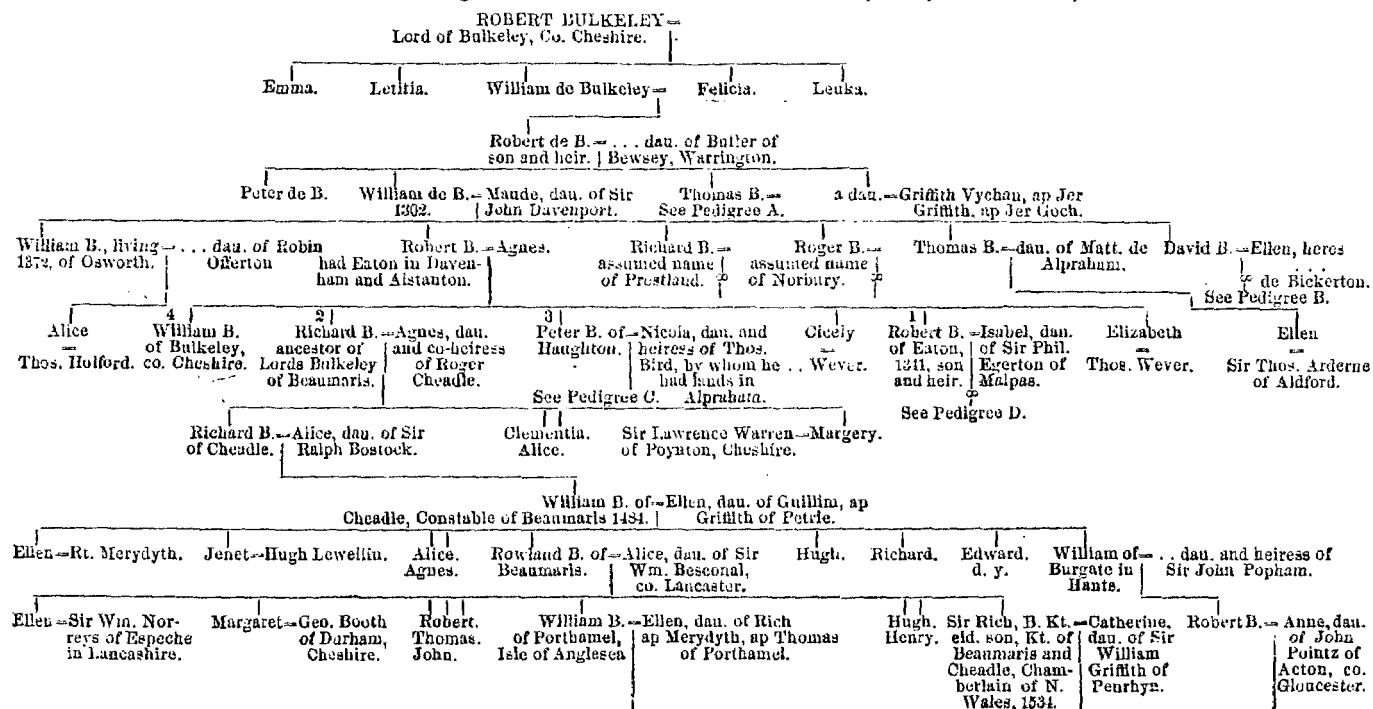 ROBERT BULKELEY=
Lord of Bulkeley, Co. Cheshire.
Emma. Letitia. William de Bulkeley= Felicia. Leuka.
Robert de B.= . . . dau. of Butler of
son and heir. | Bewsey, Warrington.
Peter de B. William de B.=Maude, dau. of Sir Thomas B.= a dau.=Griffith Vychan, ap Jer
1302. John Davenport. See Pedigree A. Griffith, ap Jer Goch.
William B., living= . . . dau. of Robin Robert B.=Agnes. Richard B.= Roger B.= Thomas B.=dau. of Matt. de David B.=Ellen, heres
1372, of Osworth. Offerton had Eaton in Daven- assumed name assumed name Alpraham. de Bickerton.
ham and Alstanton. of Prestland. of Norbury. See Pedigree B.
4 2 3 1
Alice William B. Richard B.=Agnes, dau. Peter B. of=Nicola, dau. and Cicely Robert B.=Isabel, dau. Elizabeth Ellen
= of Bulkeley, ancestor of and co-heiress Haughton. heiress of Thos. = of Eaton, of Sir Phil. = =
Thos. Holford. co. Cheshire. Lords Bulkeley of Roger Bird, by whom he . . Wever. 1341, son Egerton of Thos. Wever. Sir Thos. Arderne
of Beaumaris. Cheadle. had lands in and heir. Malpas. of Aldford.
See Pedigree C. Alpraham. See Pedigree D.
Richard B.=Alice, dau. of Sir Clementia. Sir Lawrence Warren=Margery.
of Cheadle. Ralph Bostock. Alice. of Poynton, Cheshire.
William B. of=Ellen, dau. of Guillim, ap
Cheadle, Constable of Beaumaris 1484. | Griffith of Petrie.
Ellen=Rt. Merydyth. Jenet=Hugh Lewellin. Alice. Rowland B. of=Alice, dau. of Sir Hugh. Richard. Edward. William of= . . dau. and heiress of
Agnes. Beaumaris. Wm. Besconal, d. y. Burgate in Sir John Popham.
co. Lancaster. Hants.
Ellen=Sir Wm. Nor- Margaret=Geo. Booth Robert. William B.=Ellen, dau. of Rich Hugh. Sir Rich, B. Kt.=Catherine, Robert B.= Anne, dau.
reys of Espeche of Durham, Thomas. of Porthamel, ap Merydyth, ap Thomas Henry. eld. son, Kt. of dau. of Sir of John
in Lancashire. Cheshire. John. Isle of Anglesea of Porthamel. Beaumaris and William Pointz of
Cheadle, Cham- Griffith of Acton, co.
berlain of N. Penrhyn. Gloucester.
Wales, 1534.